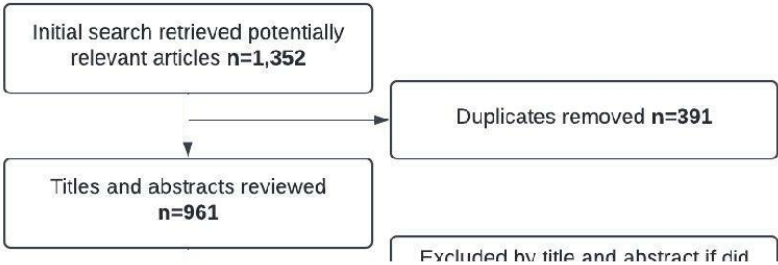 Initial search retrieved potentially
relevant articles n=1,352
Duplicates removed n=391
Titles and abstracts reviewed
n=961
Excluded by title and abstract if did